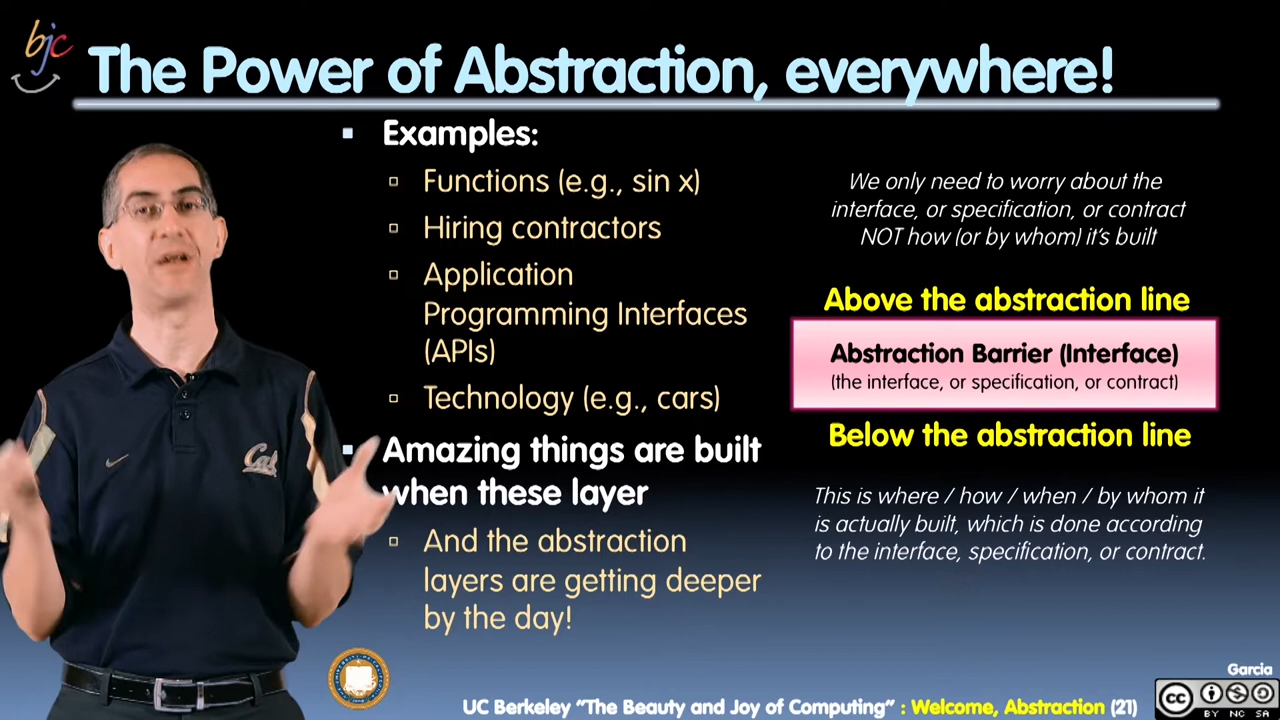 bjc
The Power of Abstraction, everywhere!
Examples:
Functions (e.g., sin x)
Hiring contractors
Application
Programming Interfaces
(APIs)
Technology (e.g., cars)
Amazing things are built
when these layer
And the abstraction
layers are getting deeper
by the day!
We only need to worry about the
interface, or specification, or contract
NOT how (or by whom) it's built
Above the abstraction line
Abstraction Barrier (Interface)
(the interface, or specification, or contract)
Below the abstraction line
This is where / how / when / by whom it
is actually built, which is done according
to the interface, specification, or contract.
Cal
Garcia
UC Berkeley "The Beauty and Joy of Computing" : Welcome, Abstraction (21)
cc
BY NC SA